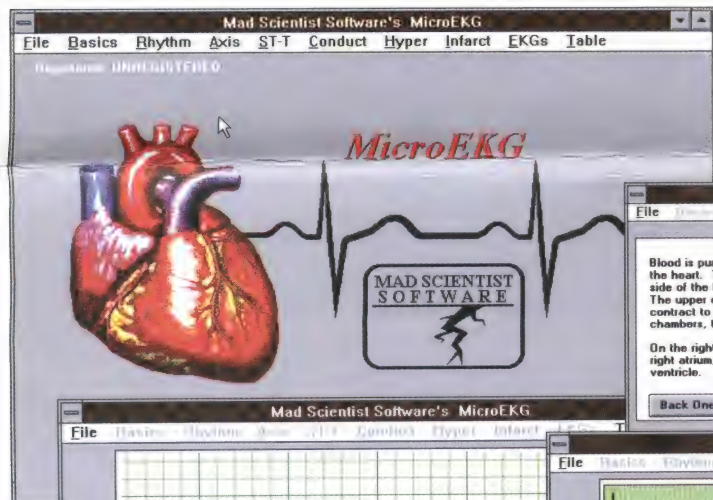 Mad Scientist Software's MicroEKG
File Basics Rhythm Axis ST-T Conduct Hyper Infarct EKGs Table
UNREGISTERED
MicroEKG
MAD SCIENTIST
SOFTWARE
File
Blood is pu
the heart.
side of the
The upper
contract to
chambers,
On the right
right atrium
ventricle.
Back One
Mad Scientist Software's MicroEKG
File Basics Rhythm Axis ST-T Conduct Hyper Infarct EKGs T
File Basics Rhythm